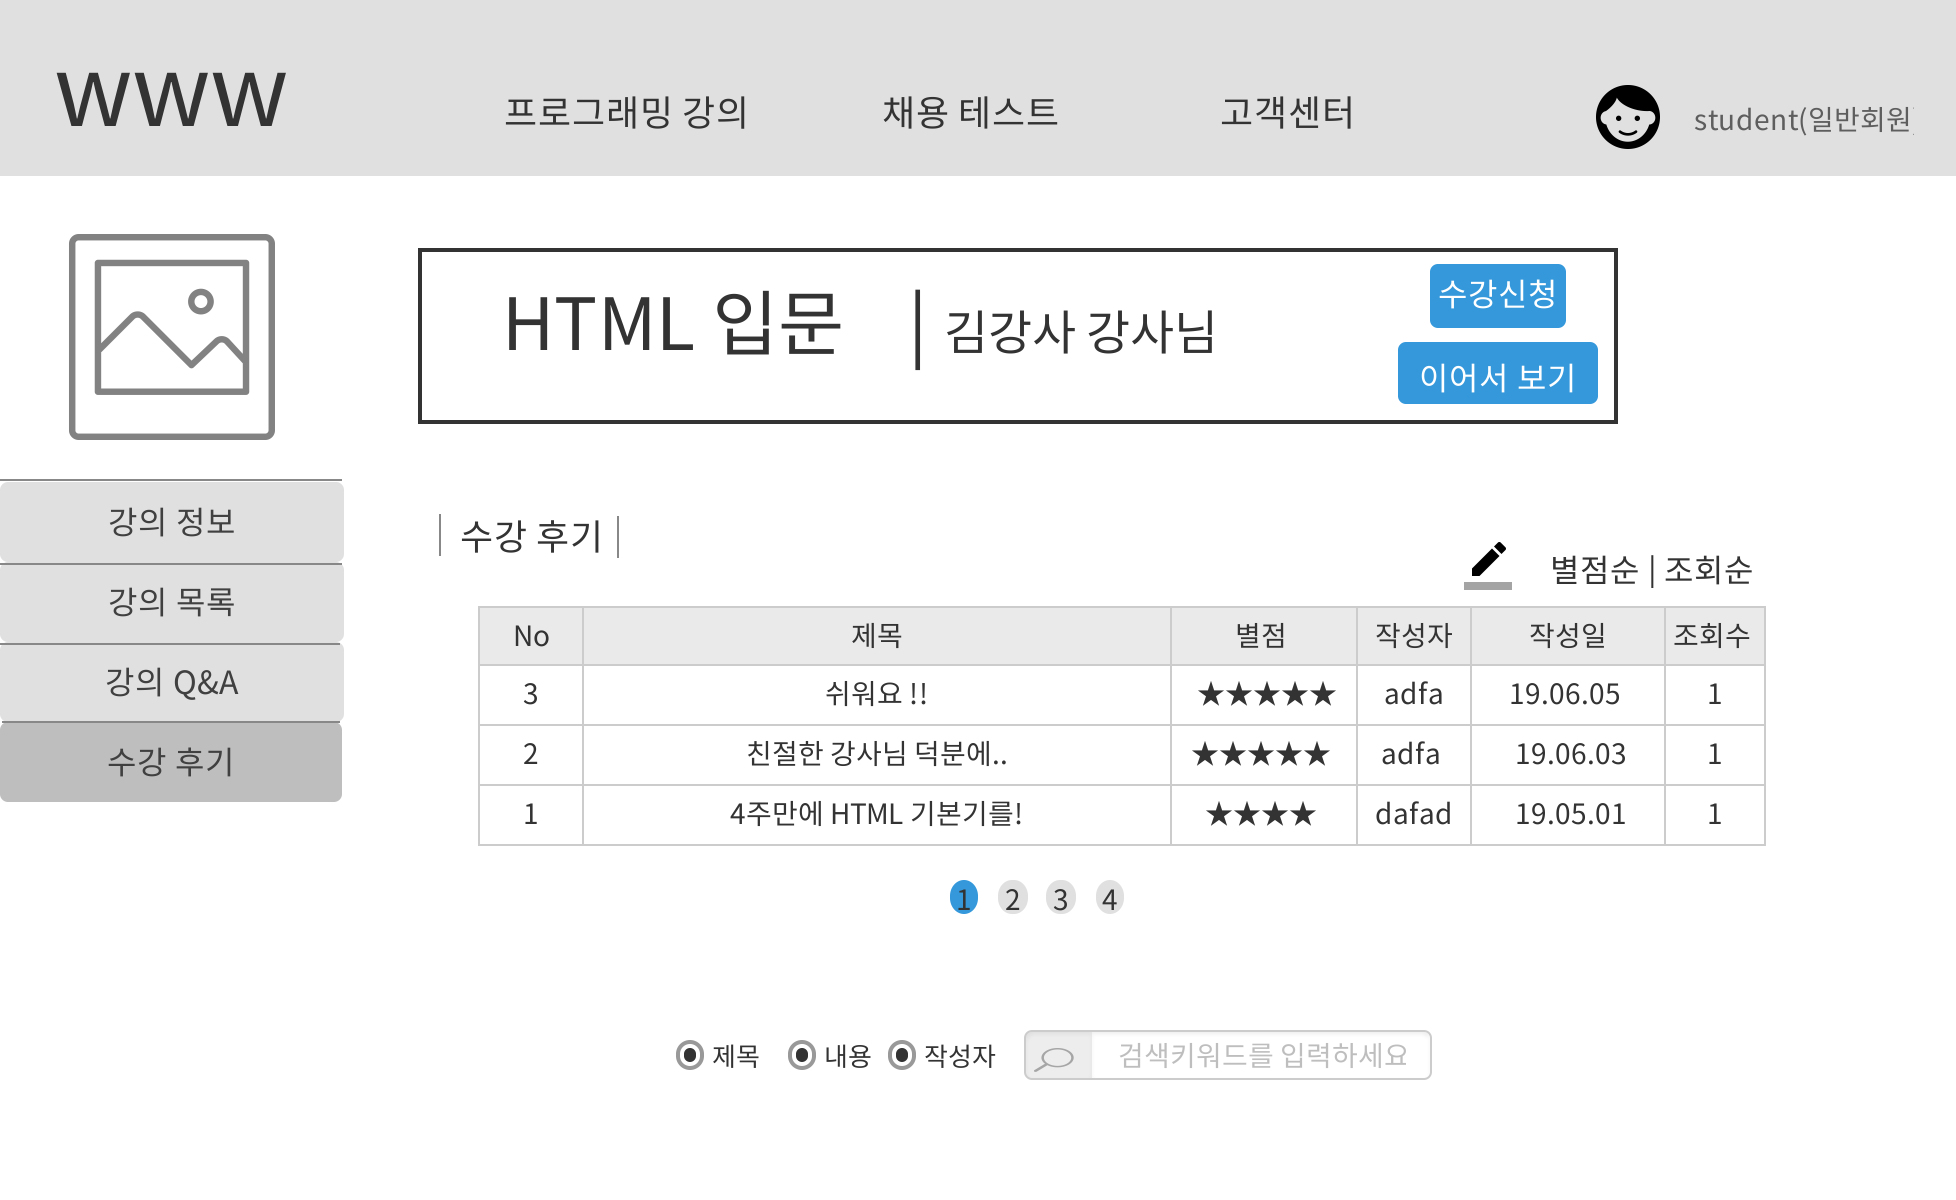 www
프로그래밍 강의 채용 테스트 고객센터 student(일반회원
HTML 입문 | 김강사 강사님
수강신청
이어서 보기
강의 정보
강의 목록
강의 Q&A
수강 후기
| 수강 후기 |
별점순 | 조회순
No 제목 별점 작성자 작성일 조회수
3 쉬워요 !! ★★★★★ adfa 19.06.05 1
2 친절한 강사님 덕분에.. ★★★★★ adfa 19.06.03 1
1 4주만에 HTML 기본기를! ★★★★ dafad 19.05.01 1
1 2 3 4
제목 내용 작성자 검색키워드를 입력하세요